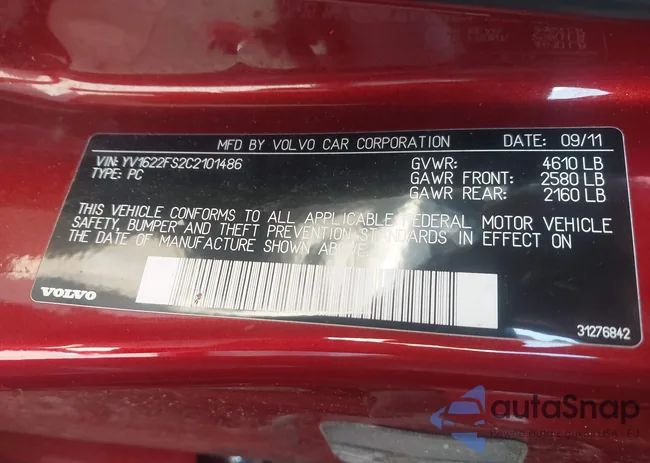 MFD BY VOLVO CAR CORPORATION DATE: 09/11
VIN: YV1622FS2C2101486 GVWR: 4610 LB
TYPE: PC GAWR FRONT: 2580 LB
GAWR REAR: 2160 LB
THIS VEHICLE CONFORMS TO ALL APPLICABLE FEDERAL MOTOR VEHICLE
SAFETY, BUMPER AND THEFT PREVENTION STANDARDS IN EFFECT ON
THE DATE OF MANUFACTURE SHOWN ABOVE.
VOLVO
31276842
autoSnap